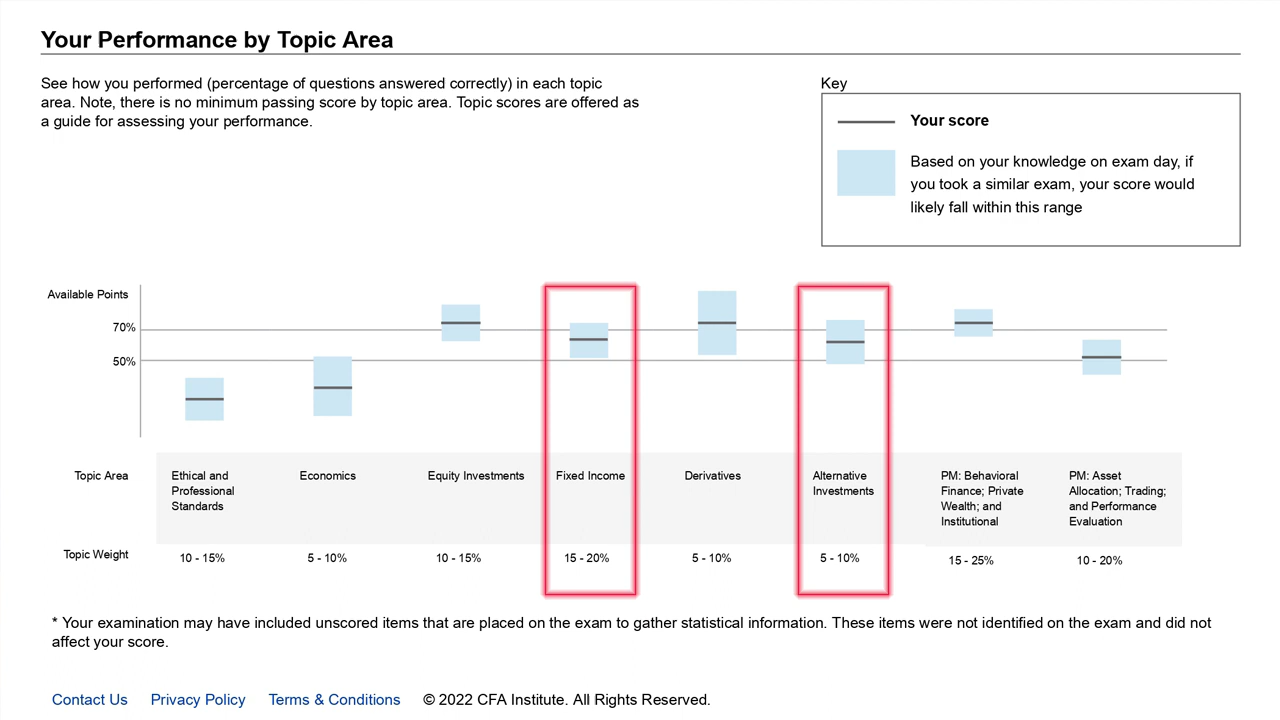 Your Performance by Topic Area
See how you performed (percentage of questions answered correctly) in each topic
area. Note, there is no minimum passing score by topic area. Topic scores are offered as
a guide for assessing your performance.
Key
Your score
Based on your knowledge on exam day, if
you took a similar exam, your score would
likely fall within this range
Available Points
70%
50%
Topic Area
Ethical and
Professional
Standards
Economics
Equity Investments
Fixed Income
Derivatives
Alternative
Investments
PM: Behavioral
Finance; Private
Wealth; and
Institutional
PM: Asset
Allocation; Trading;
and Performance
Evaluation
Topic Weight
10 - 15%
5 - 10%
10 - 15%
15 - 20%
5 - 10%
5 - 10%
15 - 25%
10 - 20%
* Your examination may have included unscored items that are placed on the exam to gather statistical information. These items were not identified on the exam and did not
affect your score.
Contact Us Privacy Policy Terms & Conditions © 2022 CFA Institute. All Rights Reserved.